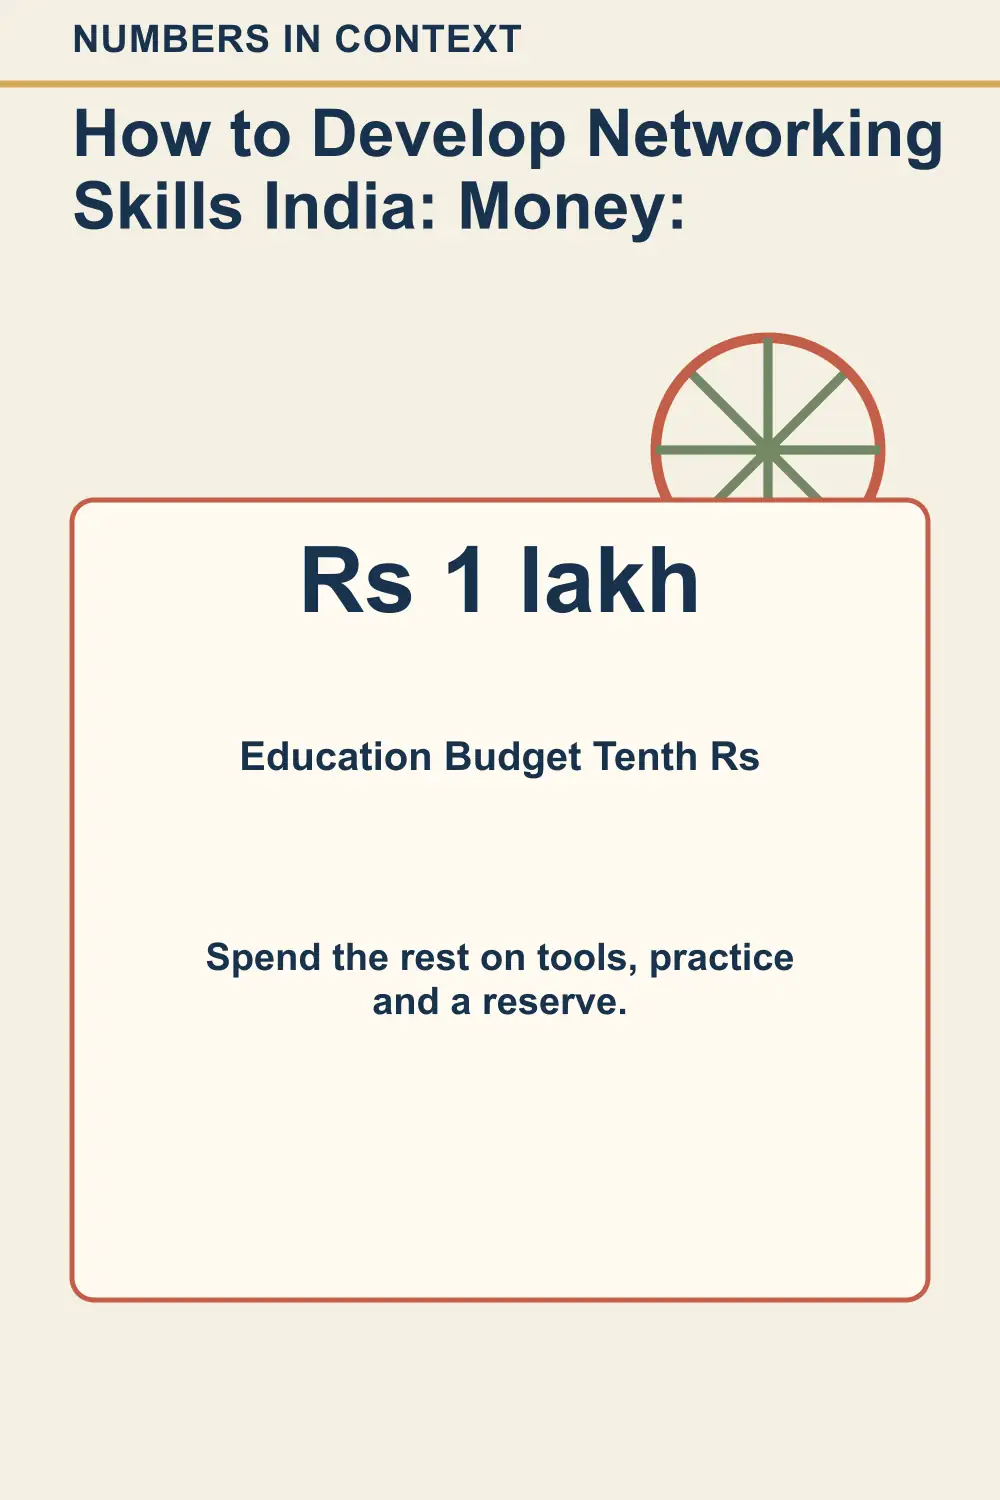 NUMBERS IN CONTEXT
How to Develop Networking
Skills India: Money:
Rs 1 lakh
Education Budget Tenth Rs
Spend the rest on tools, practice
and a reserve.